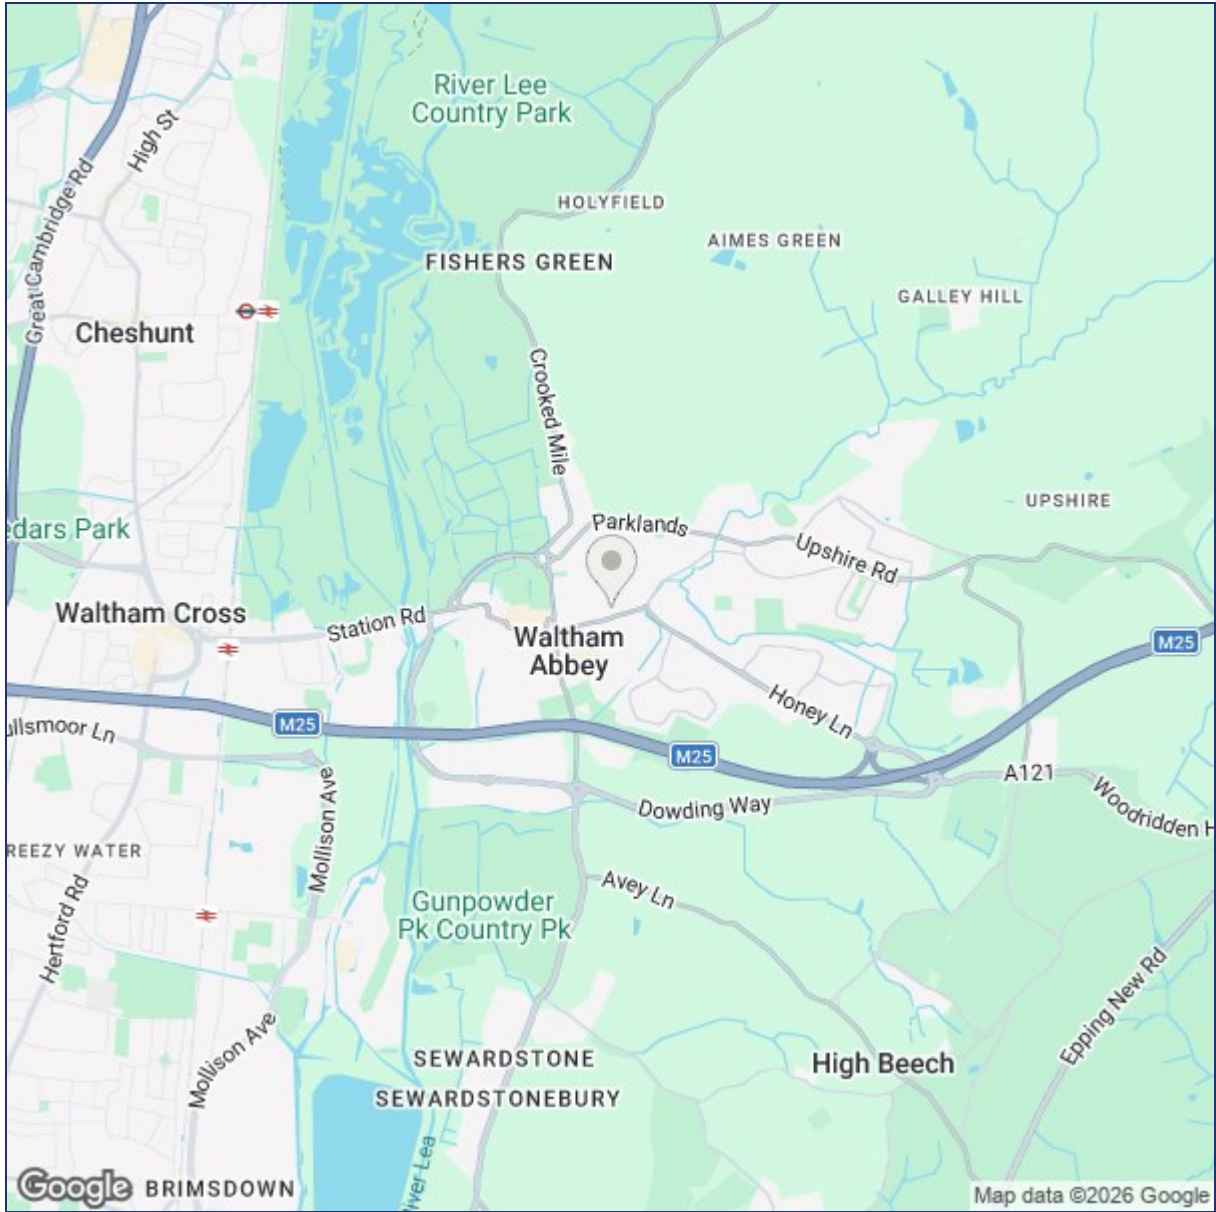 River Lee
Country Park
High St
Great Cambridge Rd
HOLYFIELD
AIMES GREEN
FISHERS GREEN
GALLEY HILL
Cheshunt
Crooked Mile
UPSHIRE
edars Park
Parklands
Upshire Rd
Waltham Cross
Station Rd
Waltham
Abbey
M25
Honey Ln
ullsmoor Ln
M25
M25
A121
Mollison Ave
Dowding Way
Woodridden H
REEZY WATER
Avey Ln
Hertford Rd
Gunpowder
Pk Country Pk
Epping New Rd
Mollison Ave
SEWARDSTONE
High Beech
SEWARDSTONEBURY
River Lea
Google
BRIMSDOWN
Map data ©2026 Google